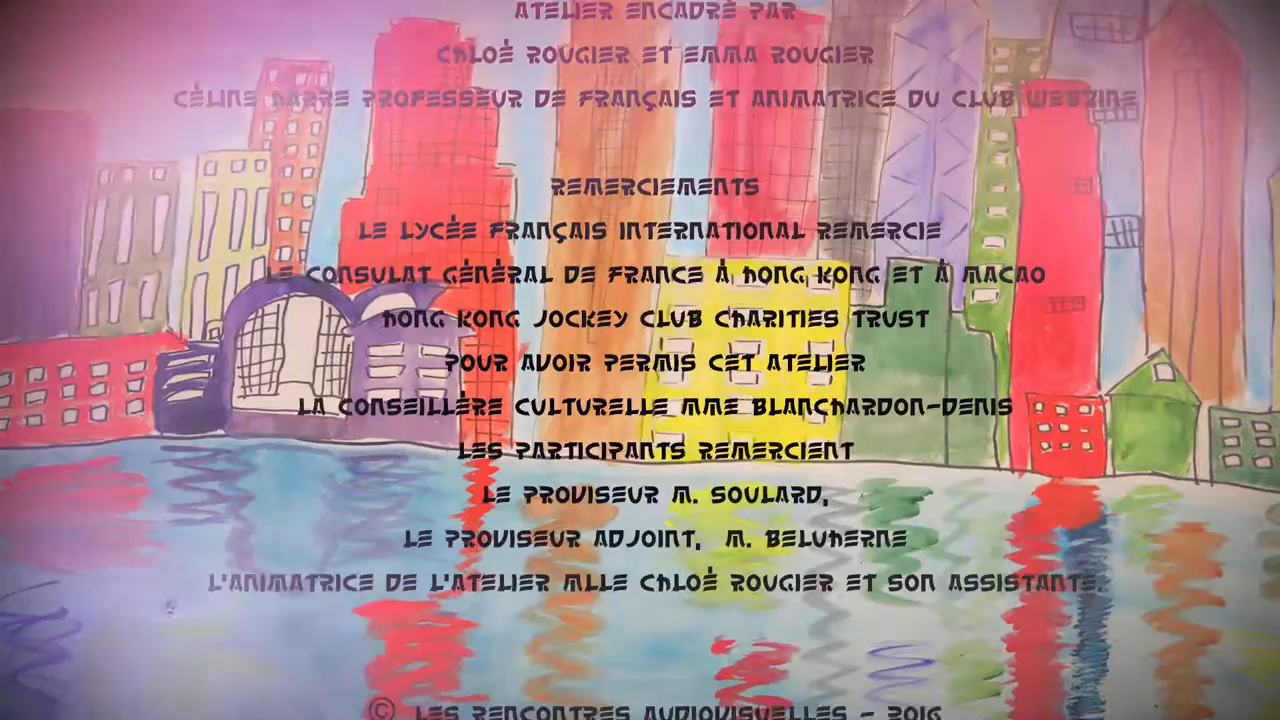 ATELIER ENCADRÉ PAR
CHLOÉ ROUGIER ET EMMA ROUGIER
CÉLINE HARRE PROFESSEUR DE FRANÇAIS ET ANIMATRICE DU CLUB WEBZINE
REMERCIEMENTS
LE LYCÉE FRANÇAIS INTERNATIONAL REMERCIE
LE CONSULAT GÉNÉRAL DE FRANCE À HONG KONG ET À MACAO
HONG KONG JOCKEY CLUB CHARITIES TRUST
POUR AVOIR PERMIS CET ATELIER
LA CONSEILLÈRE CULTURELLE MME BLANCHARDON-DENIS
LES PARTICIPANTS REMERCIENT
LE PROVISEUR M. SOULARD,
LE PROVISEUR ADJOINT, M. BELUHERNE
L'ANIMATRICE DE L'ATELIER MLLE CHLOÉ ROUGIER ET SON ASSISTANTE.
© LES RENCONTRES AUDIOVISUELLES - 2016